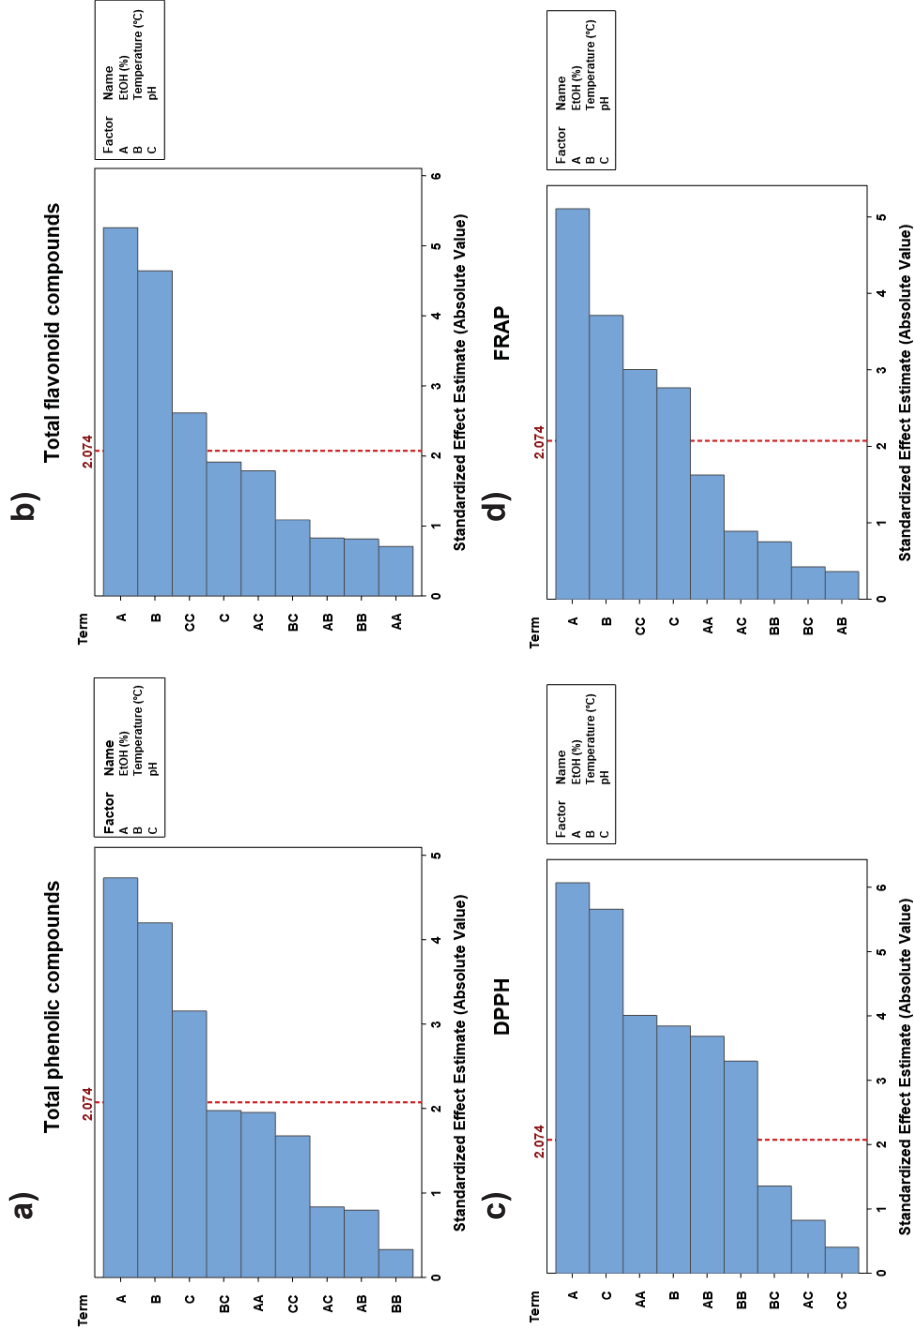 a)
Total phenolic compounds
Term
2.074
A
B
C
BC
AA
CC
AC
AB
BB
0 1 2 3 4 5
Standardized Effect Estimate (Absolute Value)
Factor Name
A EtOH (%)
B Temperature (ºC)
C pH
b)
Total flavonoid compounds
Term
2.074
A
B
CC
C
AC
BC
AB
BB
AA
0 1 2 3 4 5 6
Standardized Effect Estimate (Absolute Value)
Factor Name
A EtOH (%)
B Temperature (ºC)
C pH
c)
DPPH
Term
2.074
A
C
AA
B
AB
BB
BC
AC
CC
0 1 2 3 4 5 6
Standardized Effect Estimate (Absolute Value)
Factor Name
A EtOH (%)
B Temperature (ºC)
C pH
d)
FRAP
Term
2.074
A
B
CC
C
AA
AC
BB
BC
AB
0 1 2 3 4 5
Standardized Effect Estimate (Absolute Value)
Factor Name
A EtOH (%)
B Temperature (ºC)
C pH